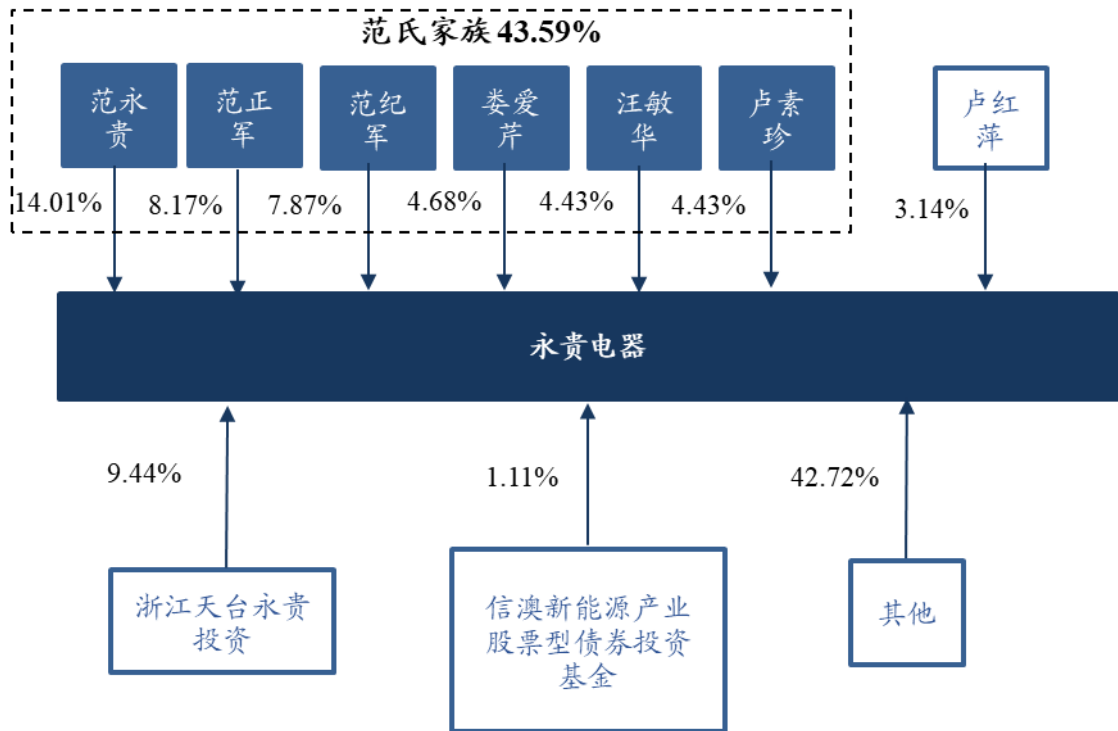 范氏家族43.59%
范永
贵
范正
军
范纪
军
娄爱
芹
汪敏
华
卢素
珍
卢红
萍
14.01%
8.17%
7.87%
4.68%
4.43%
4.43%
3.14%
永贵电器
9.44%
1.11%
42.72%
浙江天台永贵
投资
信澳新能源产业
股票型债券投资
基金
其他